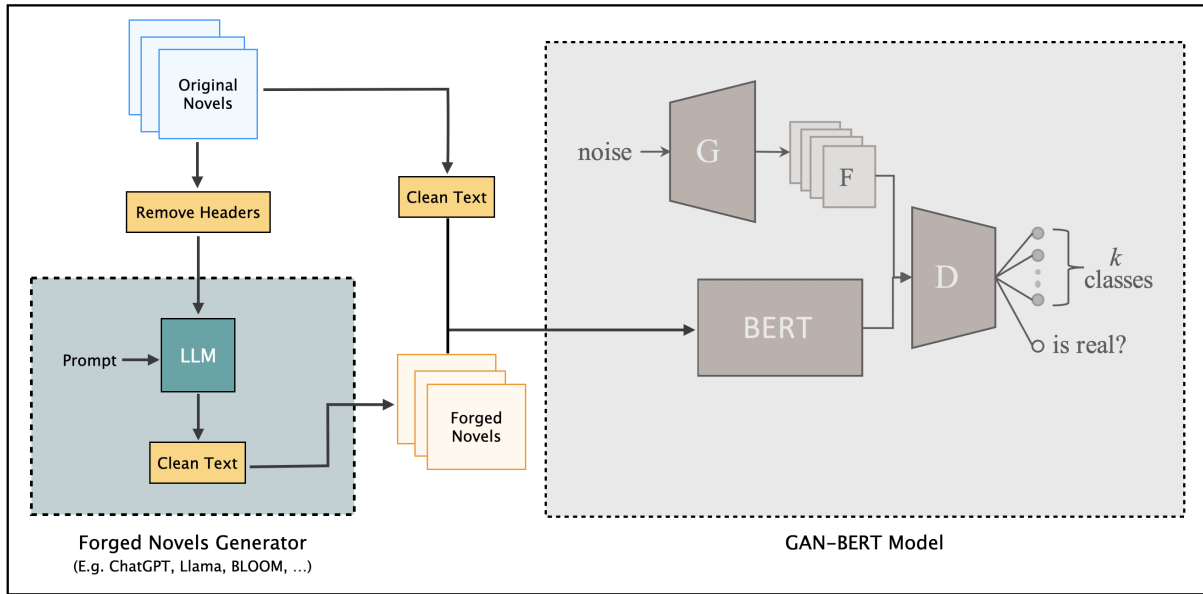 Original
Novels
Remove Headers
Clean Text
Prompt
LLM
Clean Text
Forged
Novels
Forged Novels Generator
(E.g. ChatGPT, Llama, BLOOM, ...)
noise
G
F
BERT
D
k
classes
is real?
GAN-BERT Model